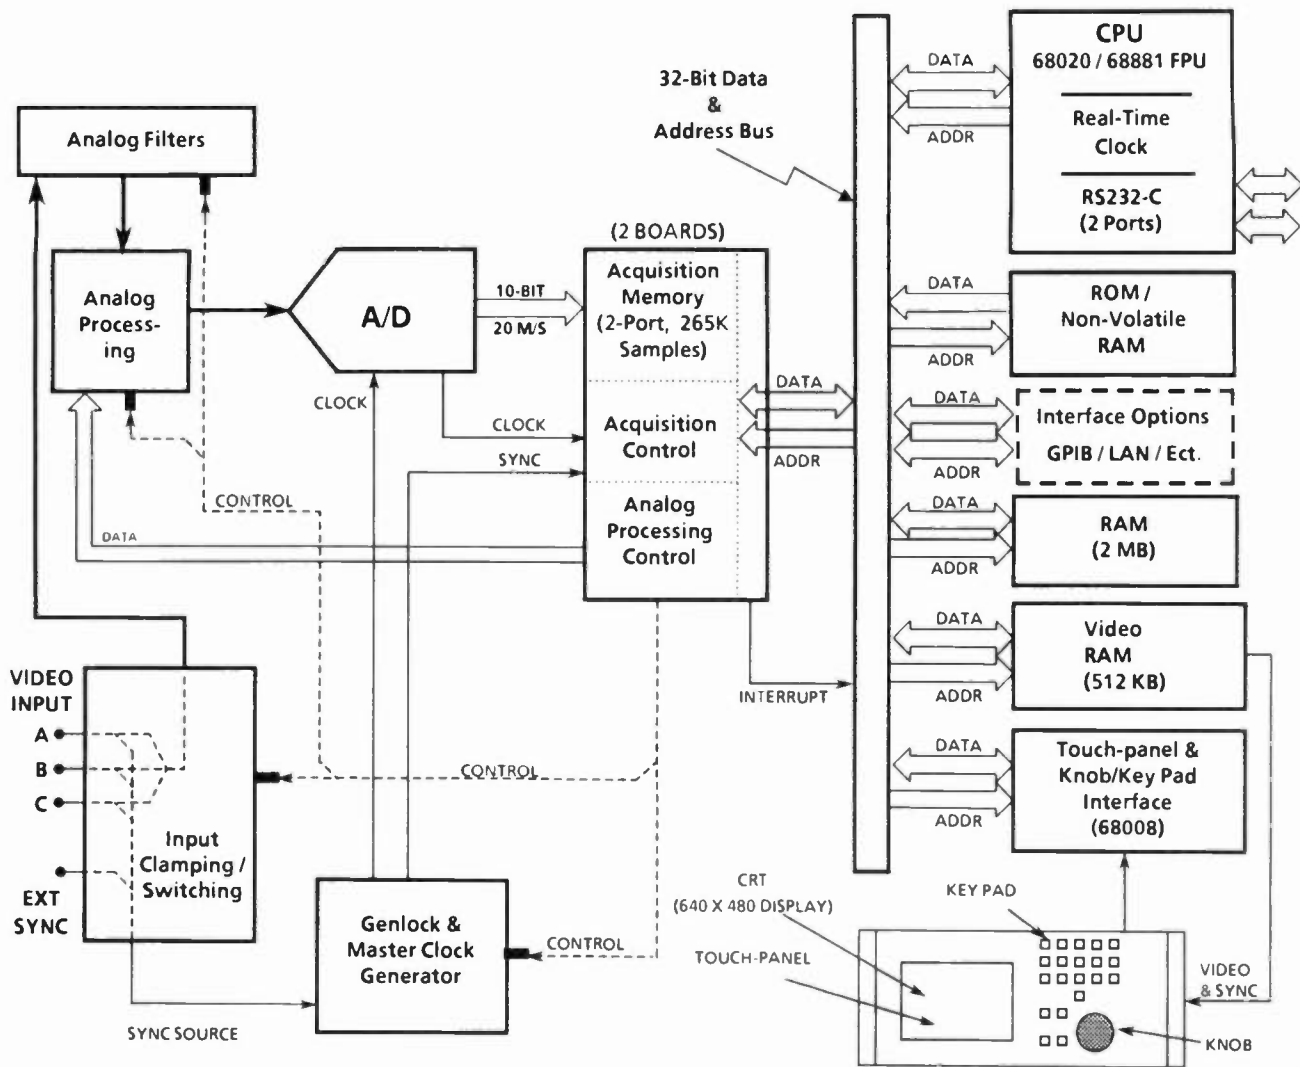 Analog Filters
Analog
Process-
ing
A/D
10-BIT
20 M/S
CLOCK
CLOCK
SYNC
CONTROL
DATA
(2 BOARDS)
Acquisition
Memory
(2-Port, 265K
Samples)
Acquisition
Control
Analog
Processing
Control
DATA
ADDR
INTERRUPT
32-Bit Data
&
Address Bus
VIDEO
INPUT
A
B
C
EXT
SYNC
Input
Clamping /
Switching
CONTROL
SYNC SOURCE
Genlock &
Master Clock
Generator
CONTROL
DATA
ADDR
CPU
68020 / 68881 FPU
Real-Time
Clock
RS232-C
(2 Ports)
DATA
ADDR
ROM /
Non-Volatile
RAM
DATA
ADDR
Interface Options
GPIB / LAN / Ect.
DATA
ADDR
RAM
(2 MB)
DATA
ADDR
Video
RAM
(512 KB)
DATA
ADDR
Touch-panel &
Knob/Key Pad
Interface
(68008)
CRT
(640 X 480 DISPLAY)
TOUCH-PANEL
KEY PAD
VIDEO
& SYNC
KNOB